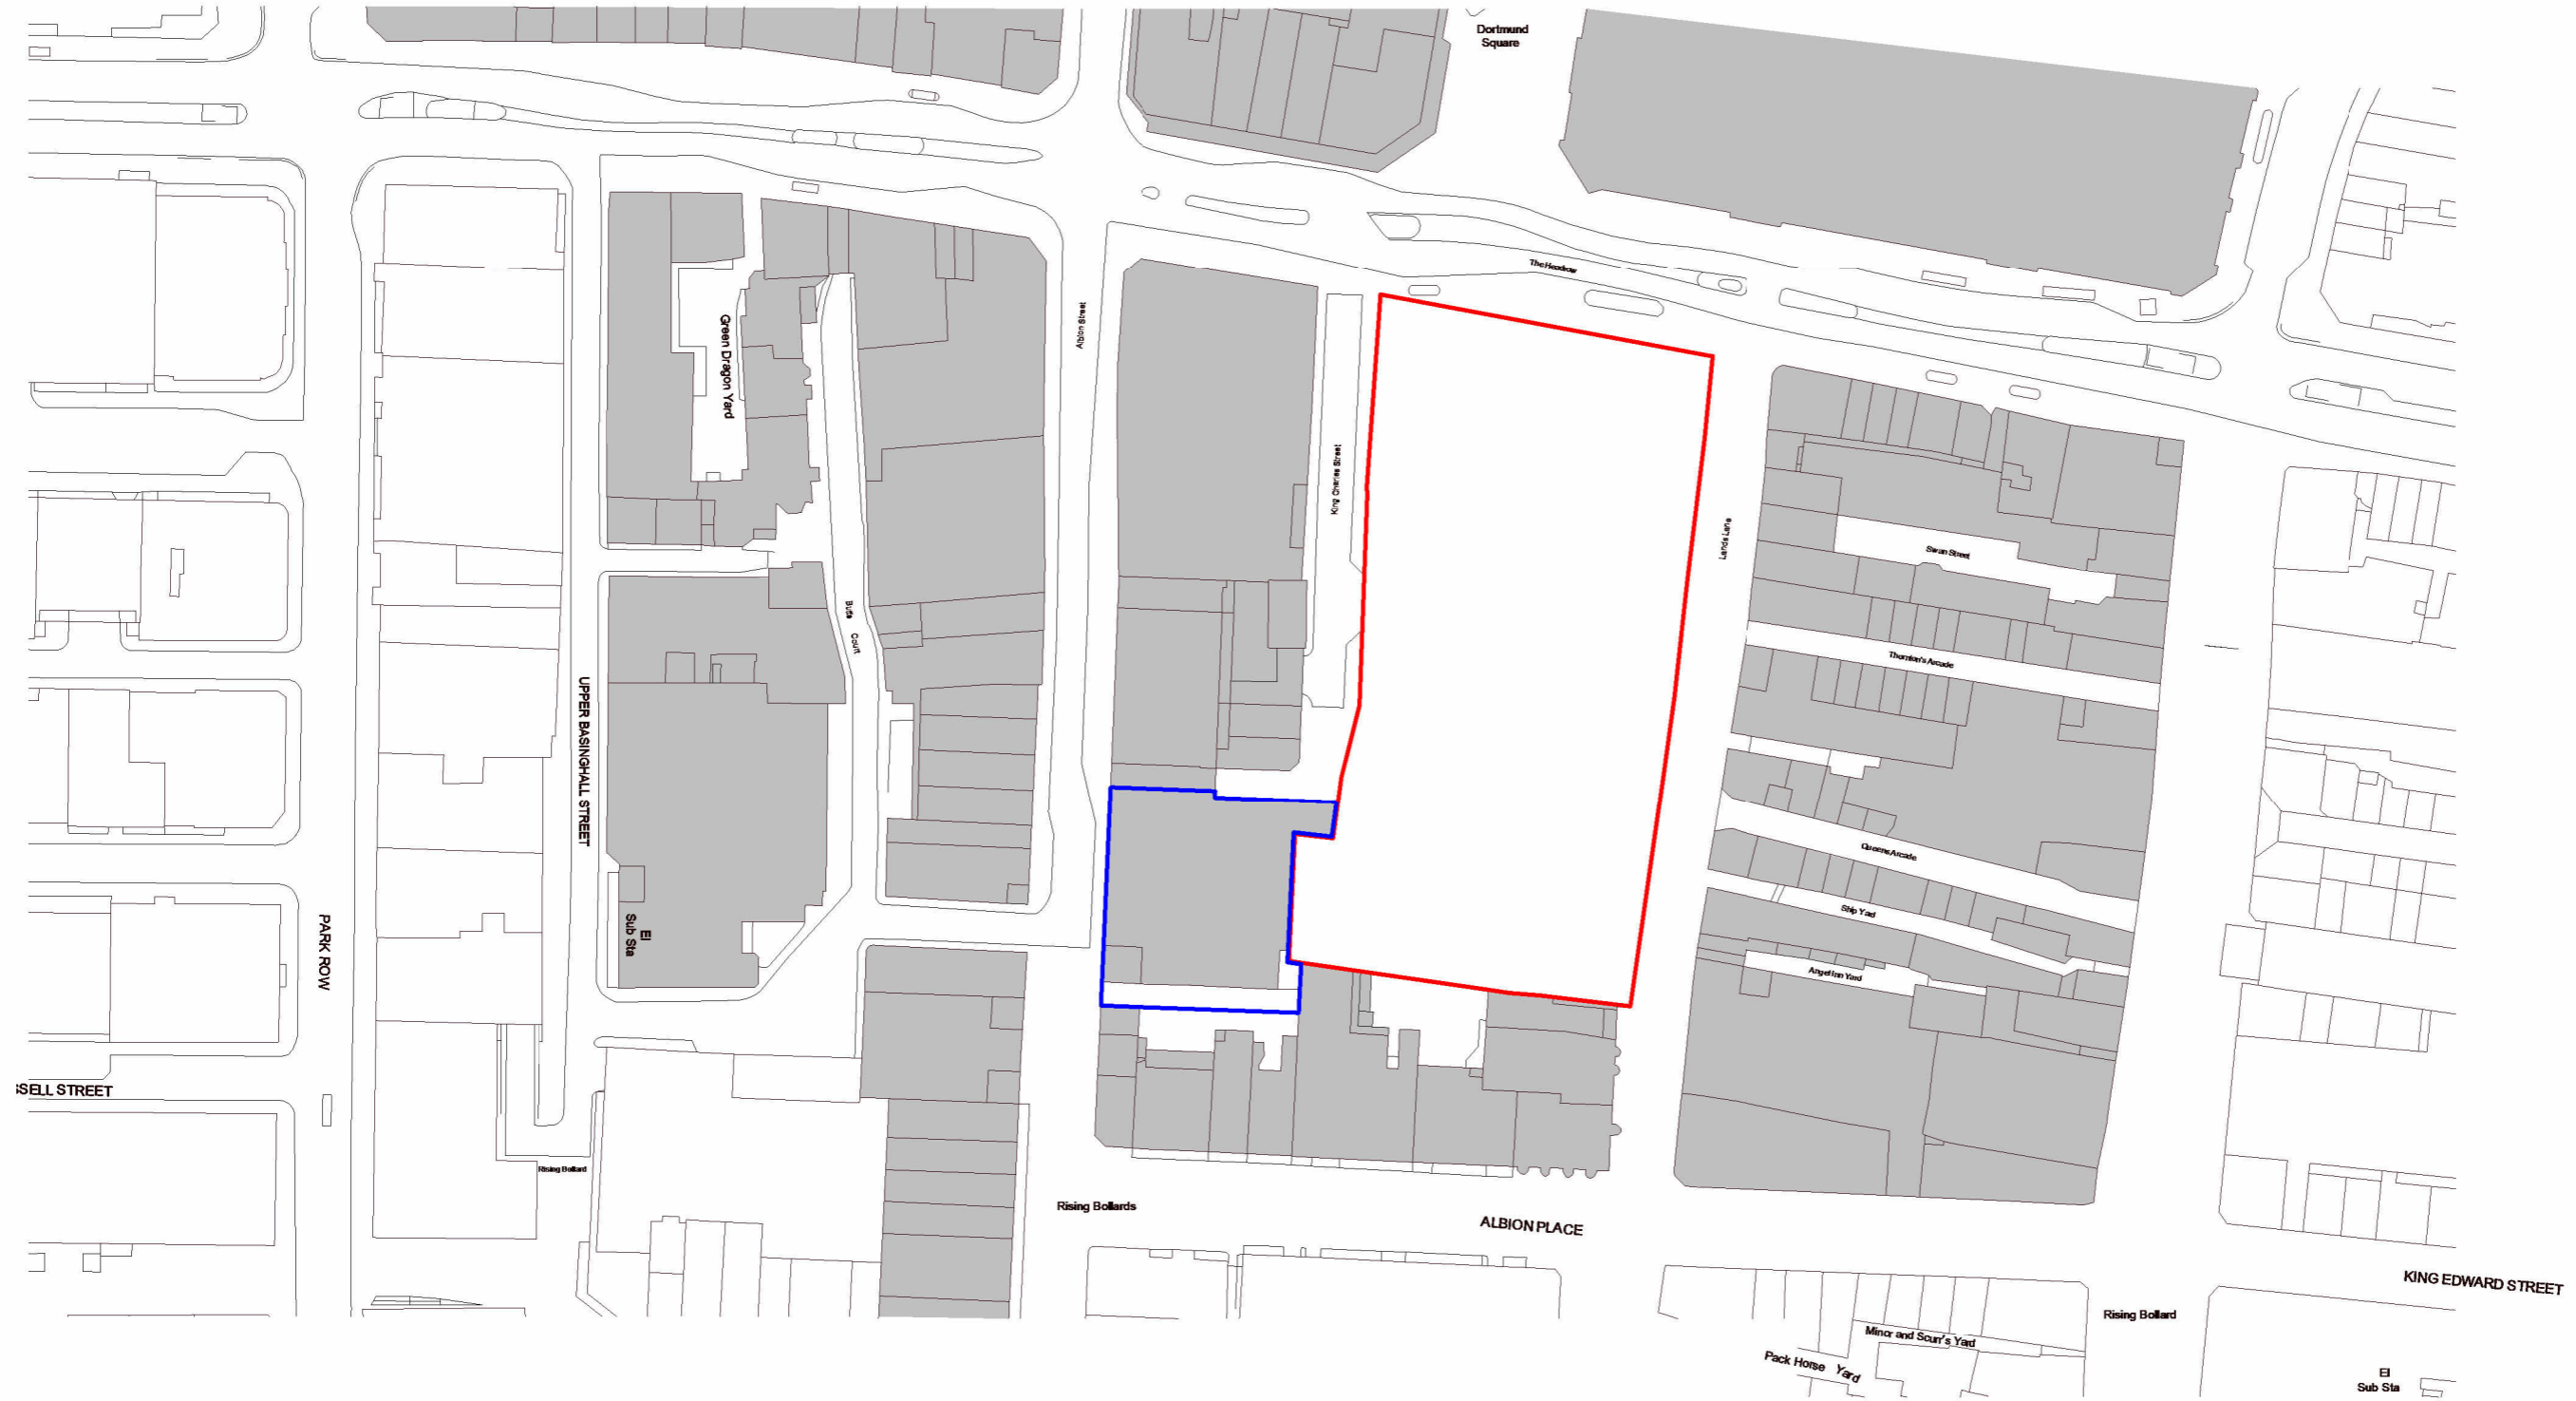 Dortmund
Square
The Headrow
Albion Street
Green Dragon Yard
King Charles Street
Lands Lane
Swan Street
Butts Court
Thornton's Arcade
UPPER BASINGHALL STREET
Queens Arcade
Ship Yard
El
Sub Sta
PARK ROW
Angel Inn Yard
SSELL STREET
Rising Bollard
Rising Bollards
ALBION PLACE
KING EDWARD STREET
Rising Bollard
Minor and Scurr's Yard
Pack Horse Yard
El
Sub Sta